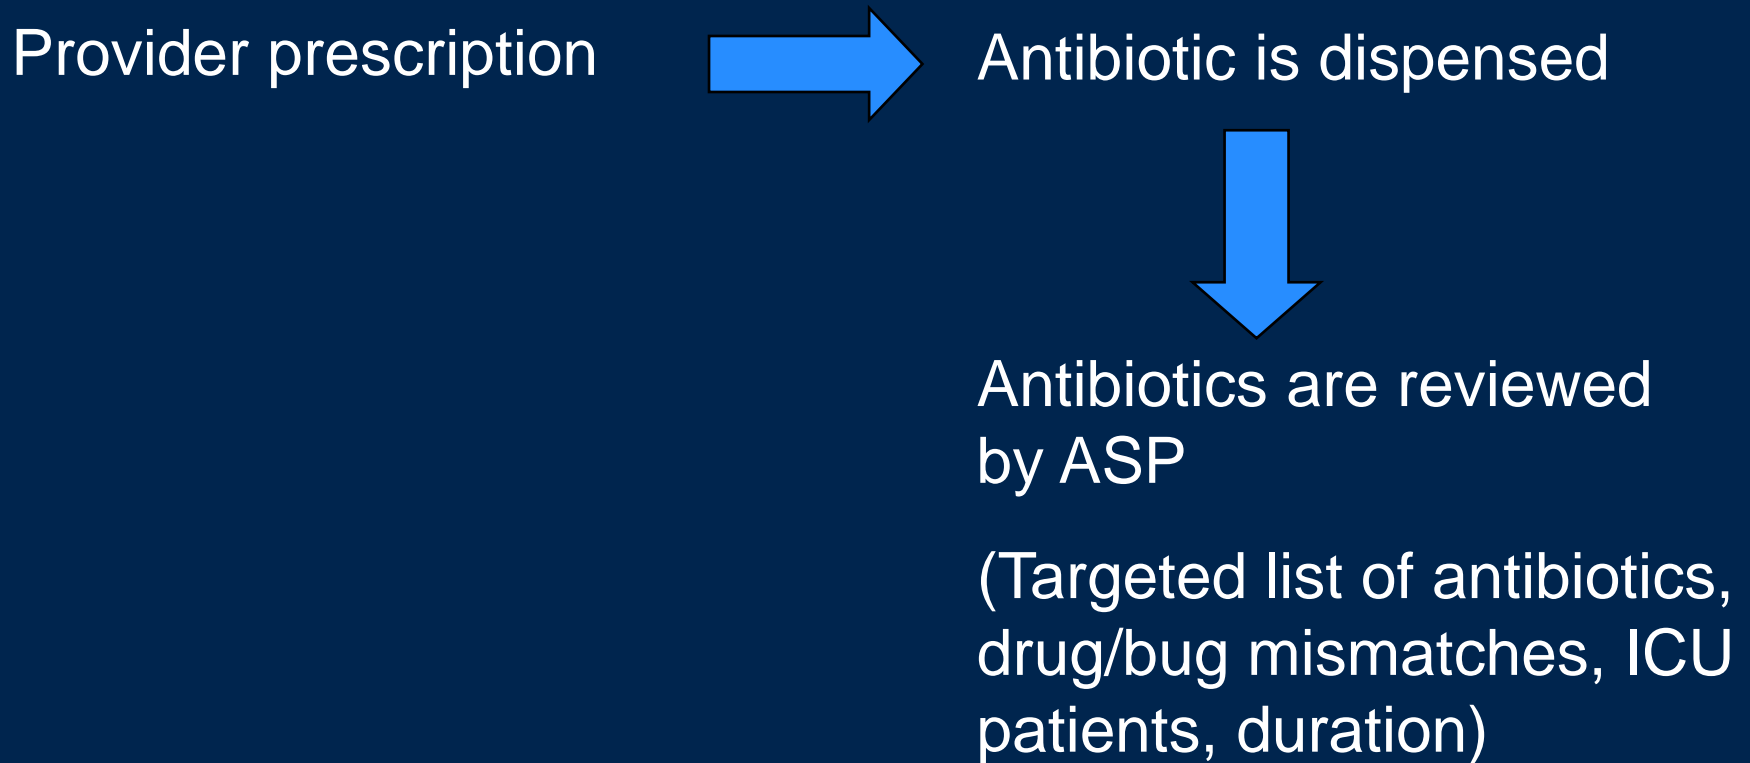 Provider prescription
Antibiotic is dispensed
Antibiotics are reviewed
by ASP
(Targeted list of antibiotics,
drug/bug mismatches, ICU
patients, duration)